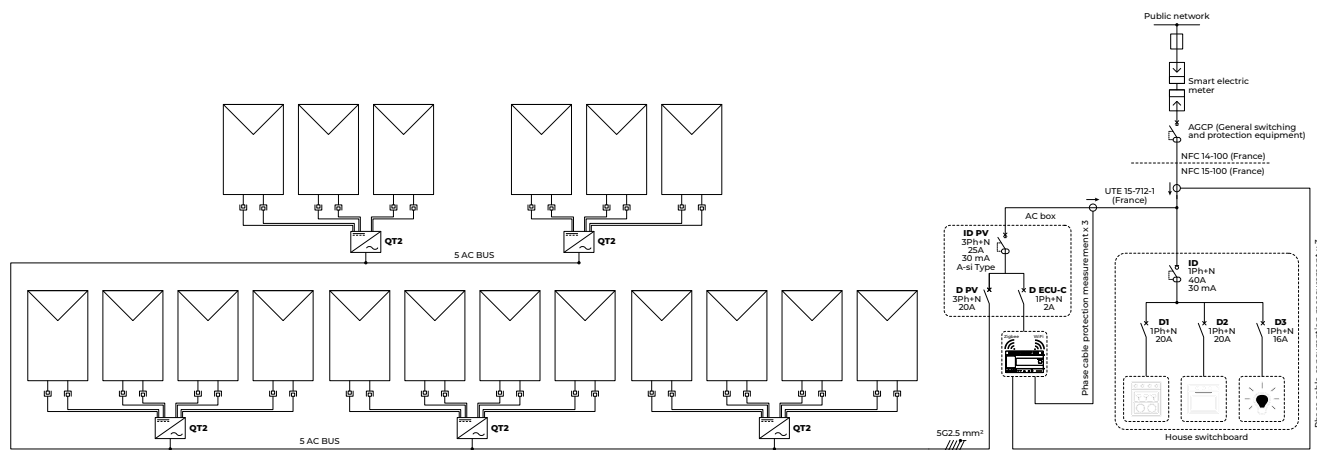 Public network
Smart electric
meter
AGCP (General switching
and protection equipment)
NFC 14-100 (France)
NFC 15-100 (France)
UTE 15-712-1
(France)
AC box
ID PV
3Ph+N
25A
30 mA
A-si Type
D PV
3Ph+N
20A
D ECU-C
1Ph+N
2A
Phase cable protection measurement x 3
ID
1Ph+N
40A
30 mA
D1
1Ph+N
20A
D2
1Ph+N
20A
D3
1Ph+N
16A
House switchboard
QT2
QT2
5 AC BUS
QT2
QT2
QT2
5 AC BUS
5G2.5 mm²